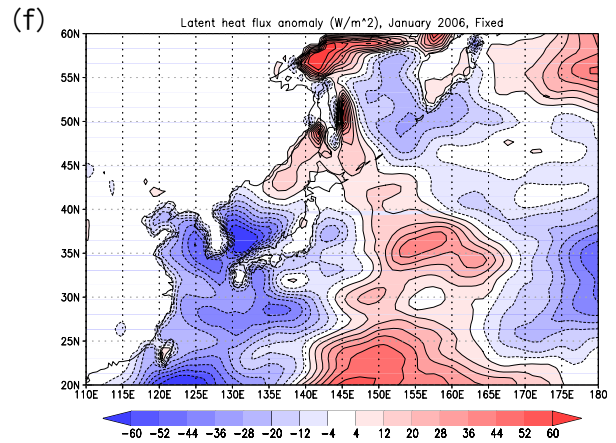 (f)
Latent heat flux anomaly (W/m^2), January 2006, Fixed
60N
55N
50N
45N
40N
35N
30N
25N
20N
110E 115E 120E 125E 130E 135E 140E 145E 150E 155E 160E 165E 170E 175E 180
-60 -52 -44 -36 -28 -20 -12 -4 4 12 20 28 36 44 52 60